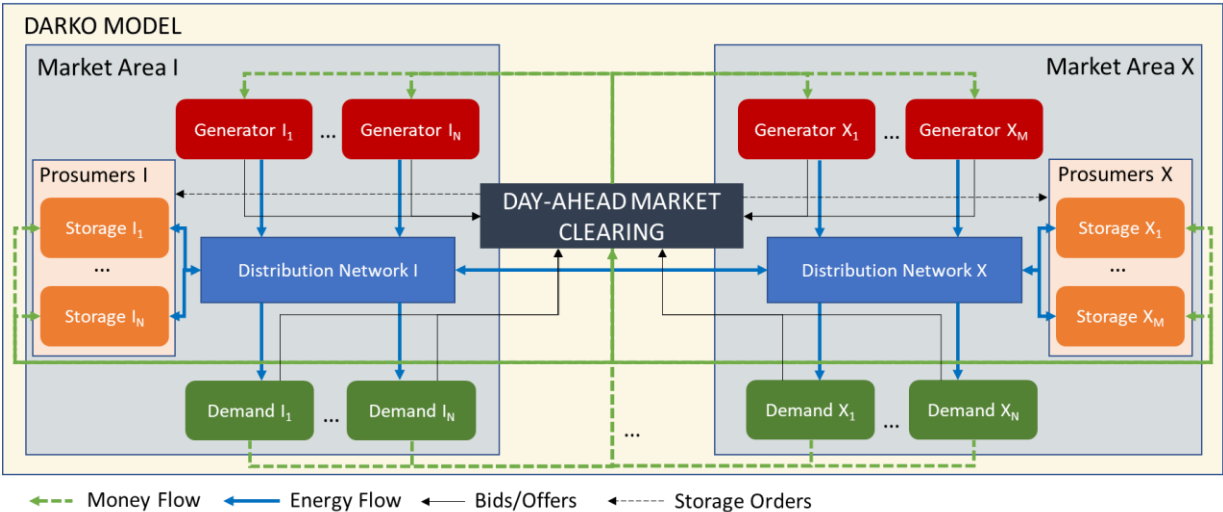 DARKO MODEL
Market Area I
Market Area X
Generator I1
...
Generator IN
Generator X1
...
Generator XM
Prosumers I
Prosumers X
DAY-AHEAD MARKET
CLEARING
Storage I1
...
Storage IN
Storage X1
...
Storage XM
Distribution Network I
Distribution Network X
Demand I1
...
Demand IN
...
Demand X1
...
Demand XN
Money Flow
Energy Flow
Bids/Offers
Storage Orders